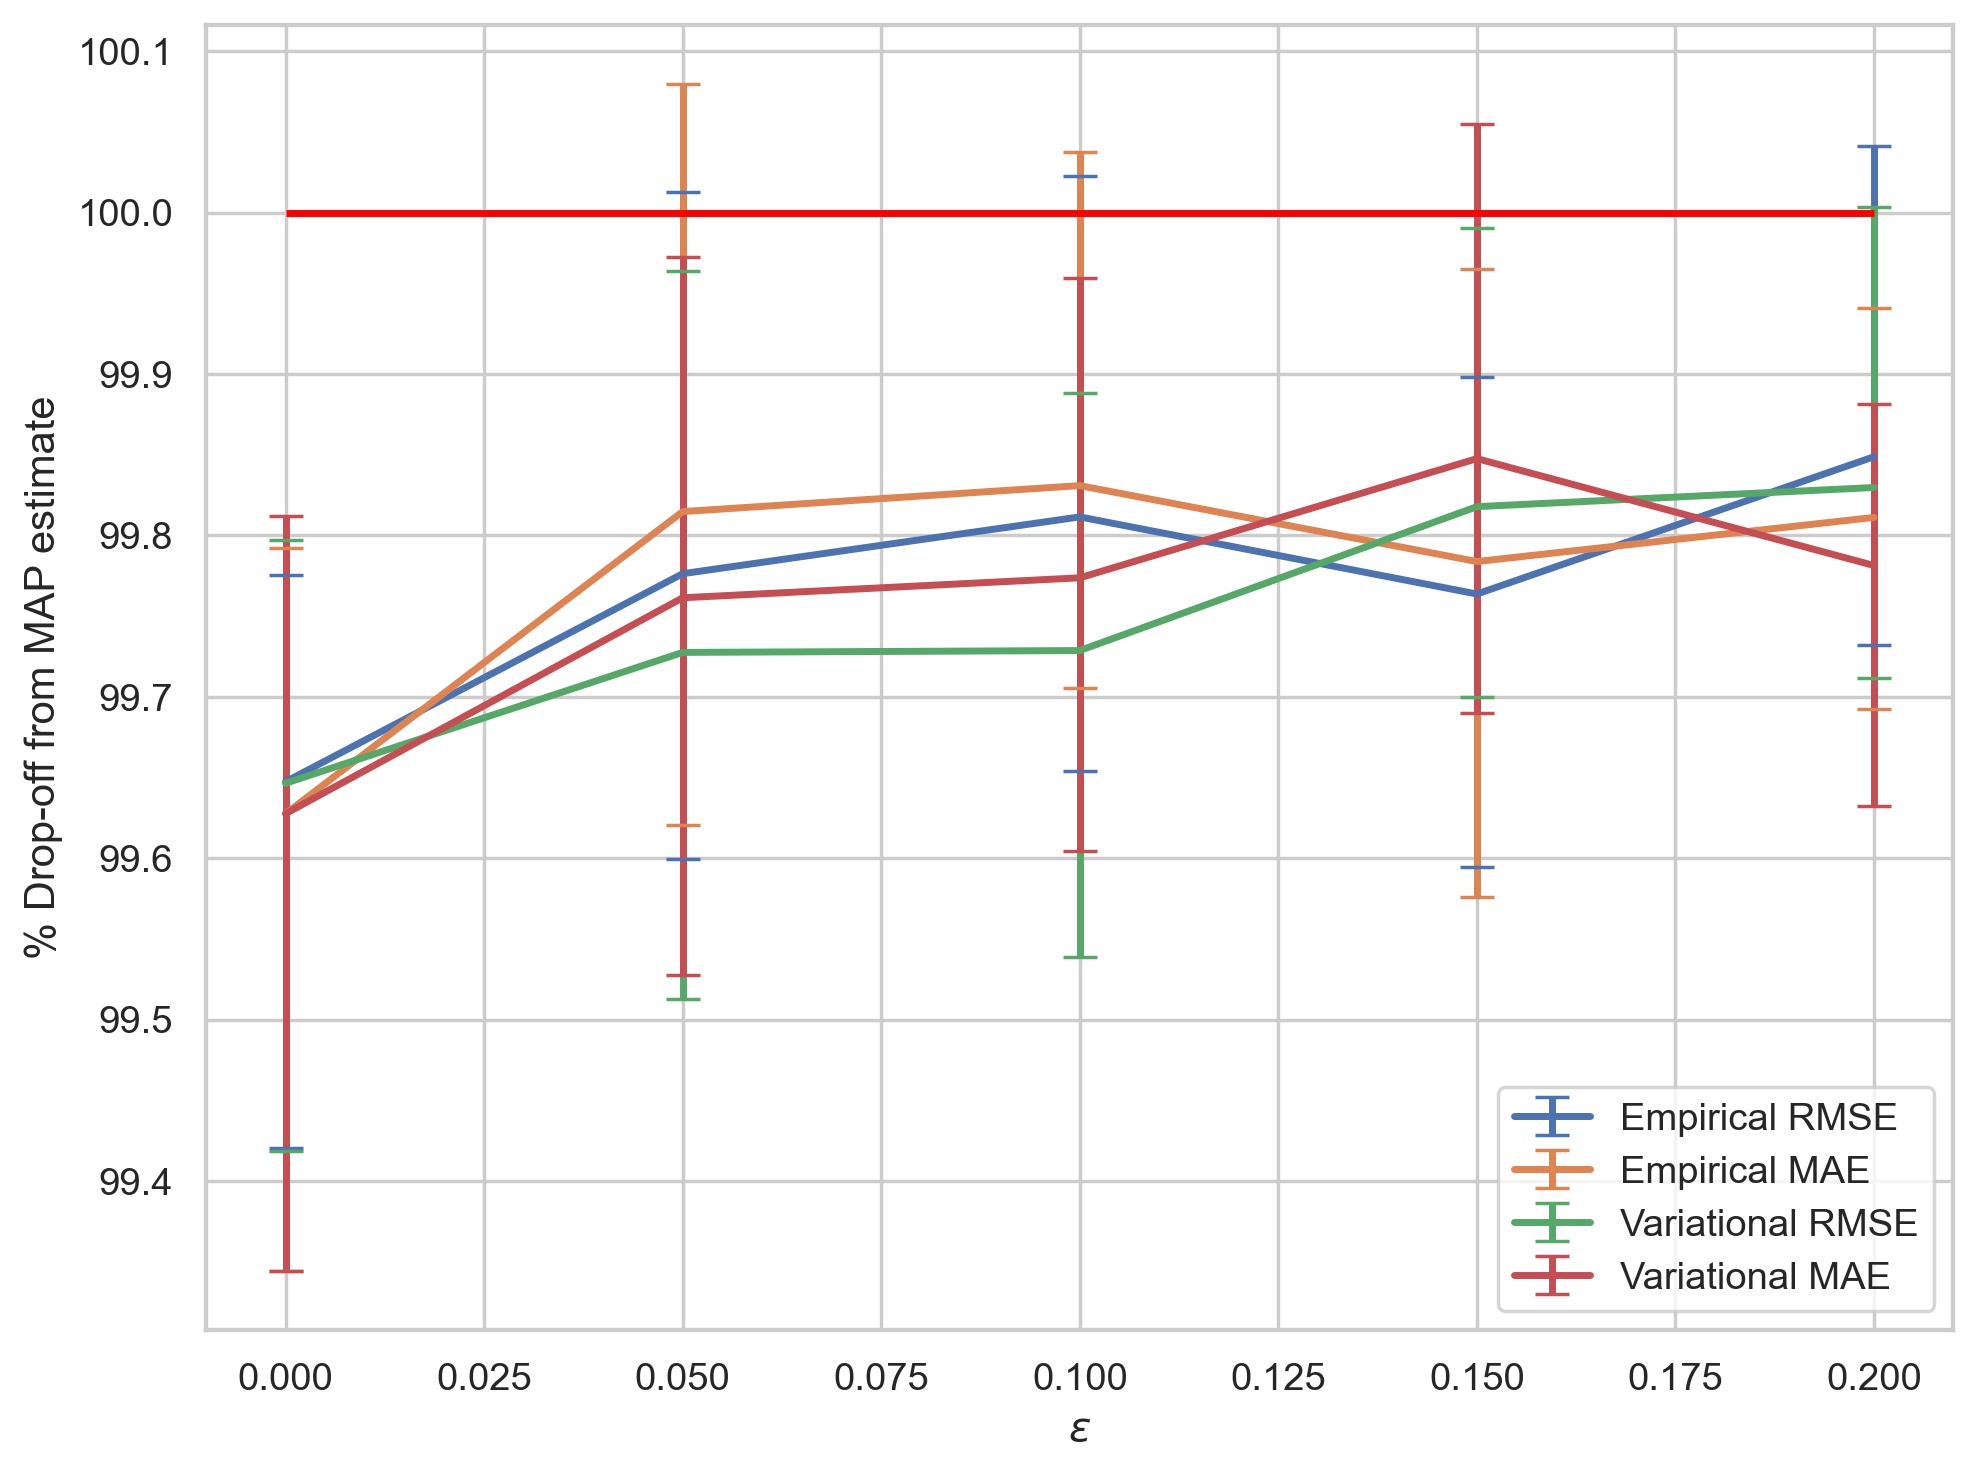 100.1
100.0
99.9
99.8
99.7
99.6
99.5
99.4
% Drop-off from MAP estimate
0.000 0.025 0.050 0.075 0.100 0.125 0.150 0.175 0.200
ε
Empirical RMSE
Empirical MAE
Variational RMSE
Variational MAE